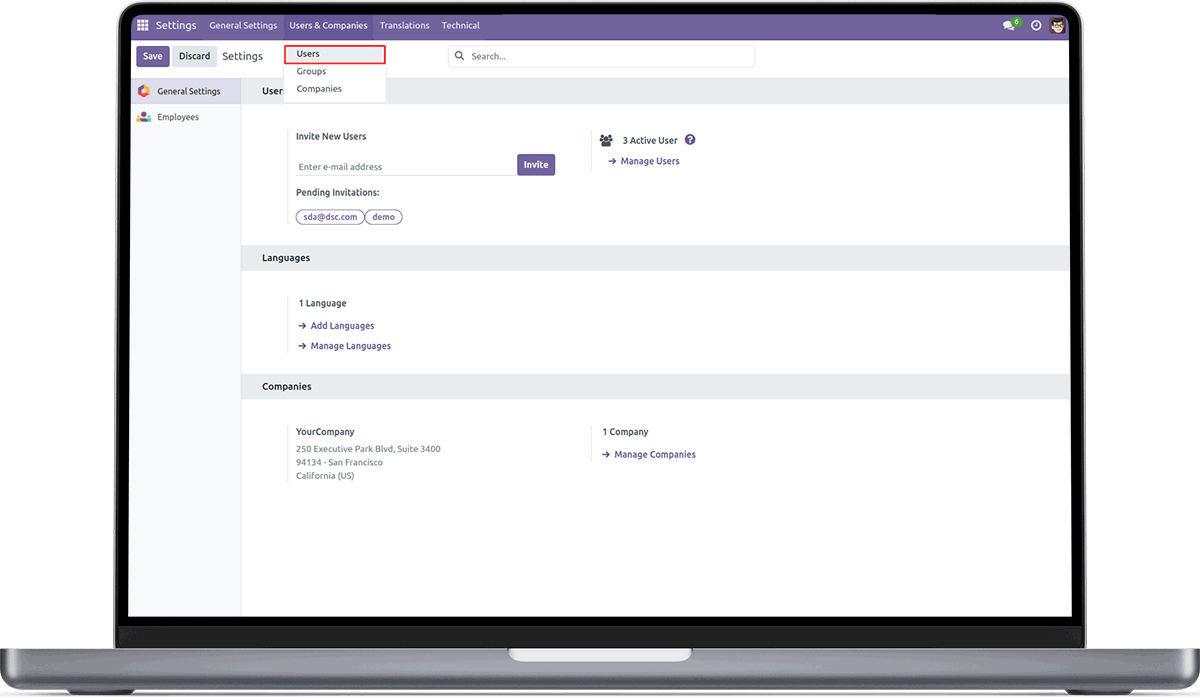 Settings General Settings Users & Companies Translations Technical 6
Save Discard Settings Users Search...
Groups
Companies
General Settings User
Employees
Invite New Users
3 Active User ?
Enter e-mail address Invite
Manage Users
Pending Invitations:
sda@dsc.com demo
Languages
1 Language
Add Languages
Manage Languages
Companies
YourCompany 1 Company
250 Executive Park Blvd, Suite 3400
Manage Companies
94134 - San Francisco
California (US)